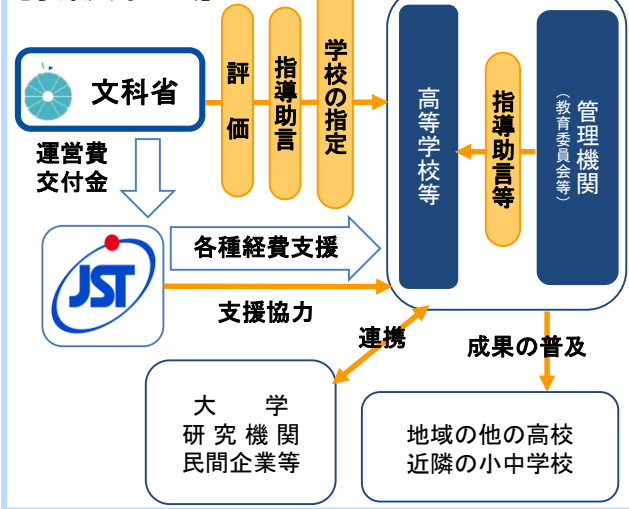 文科省
評価
指導助言
学校の指定
高等学校等
指導助言等
管理機関
（教育委員会等）
運営費
交付金
JST
各種経費支援
支援協力
連携
成果の普及
大　　学
研 究 機 関
民間企業等
地域の他の高校
近隣の小中学校